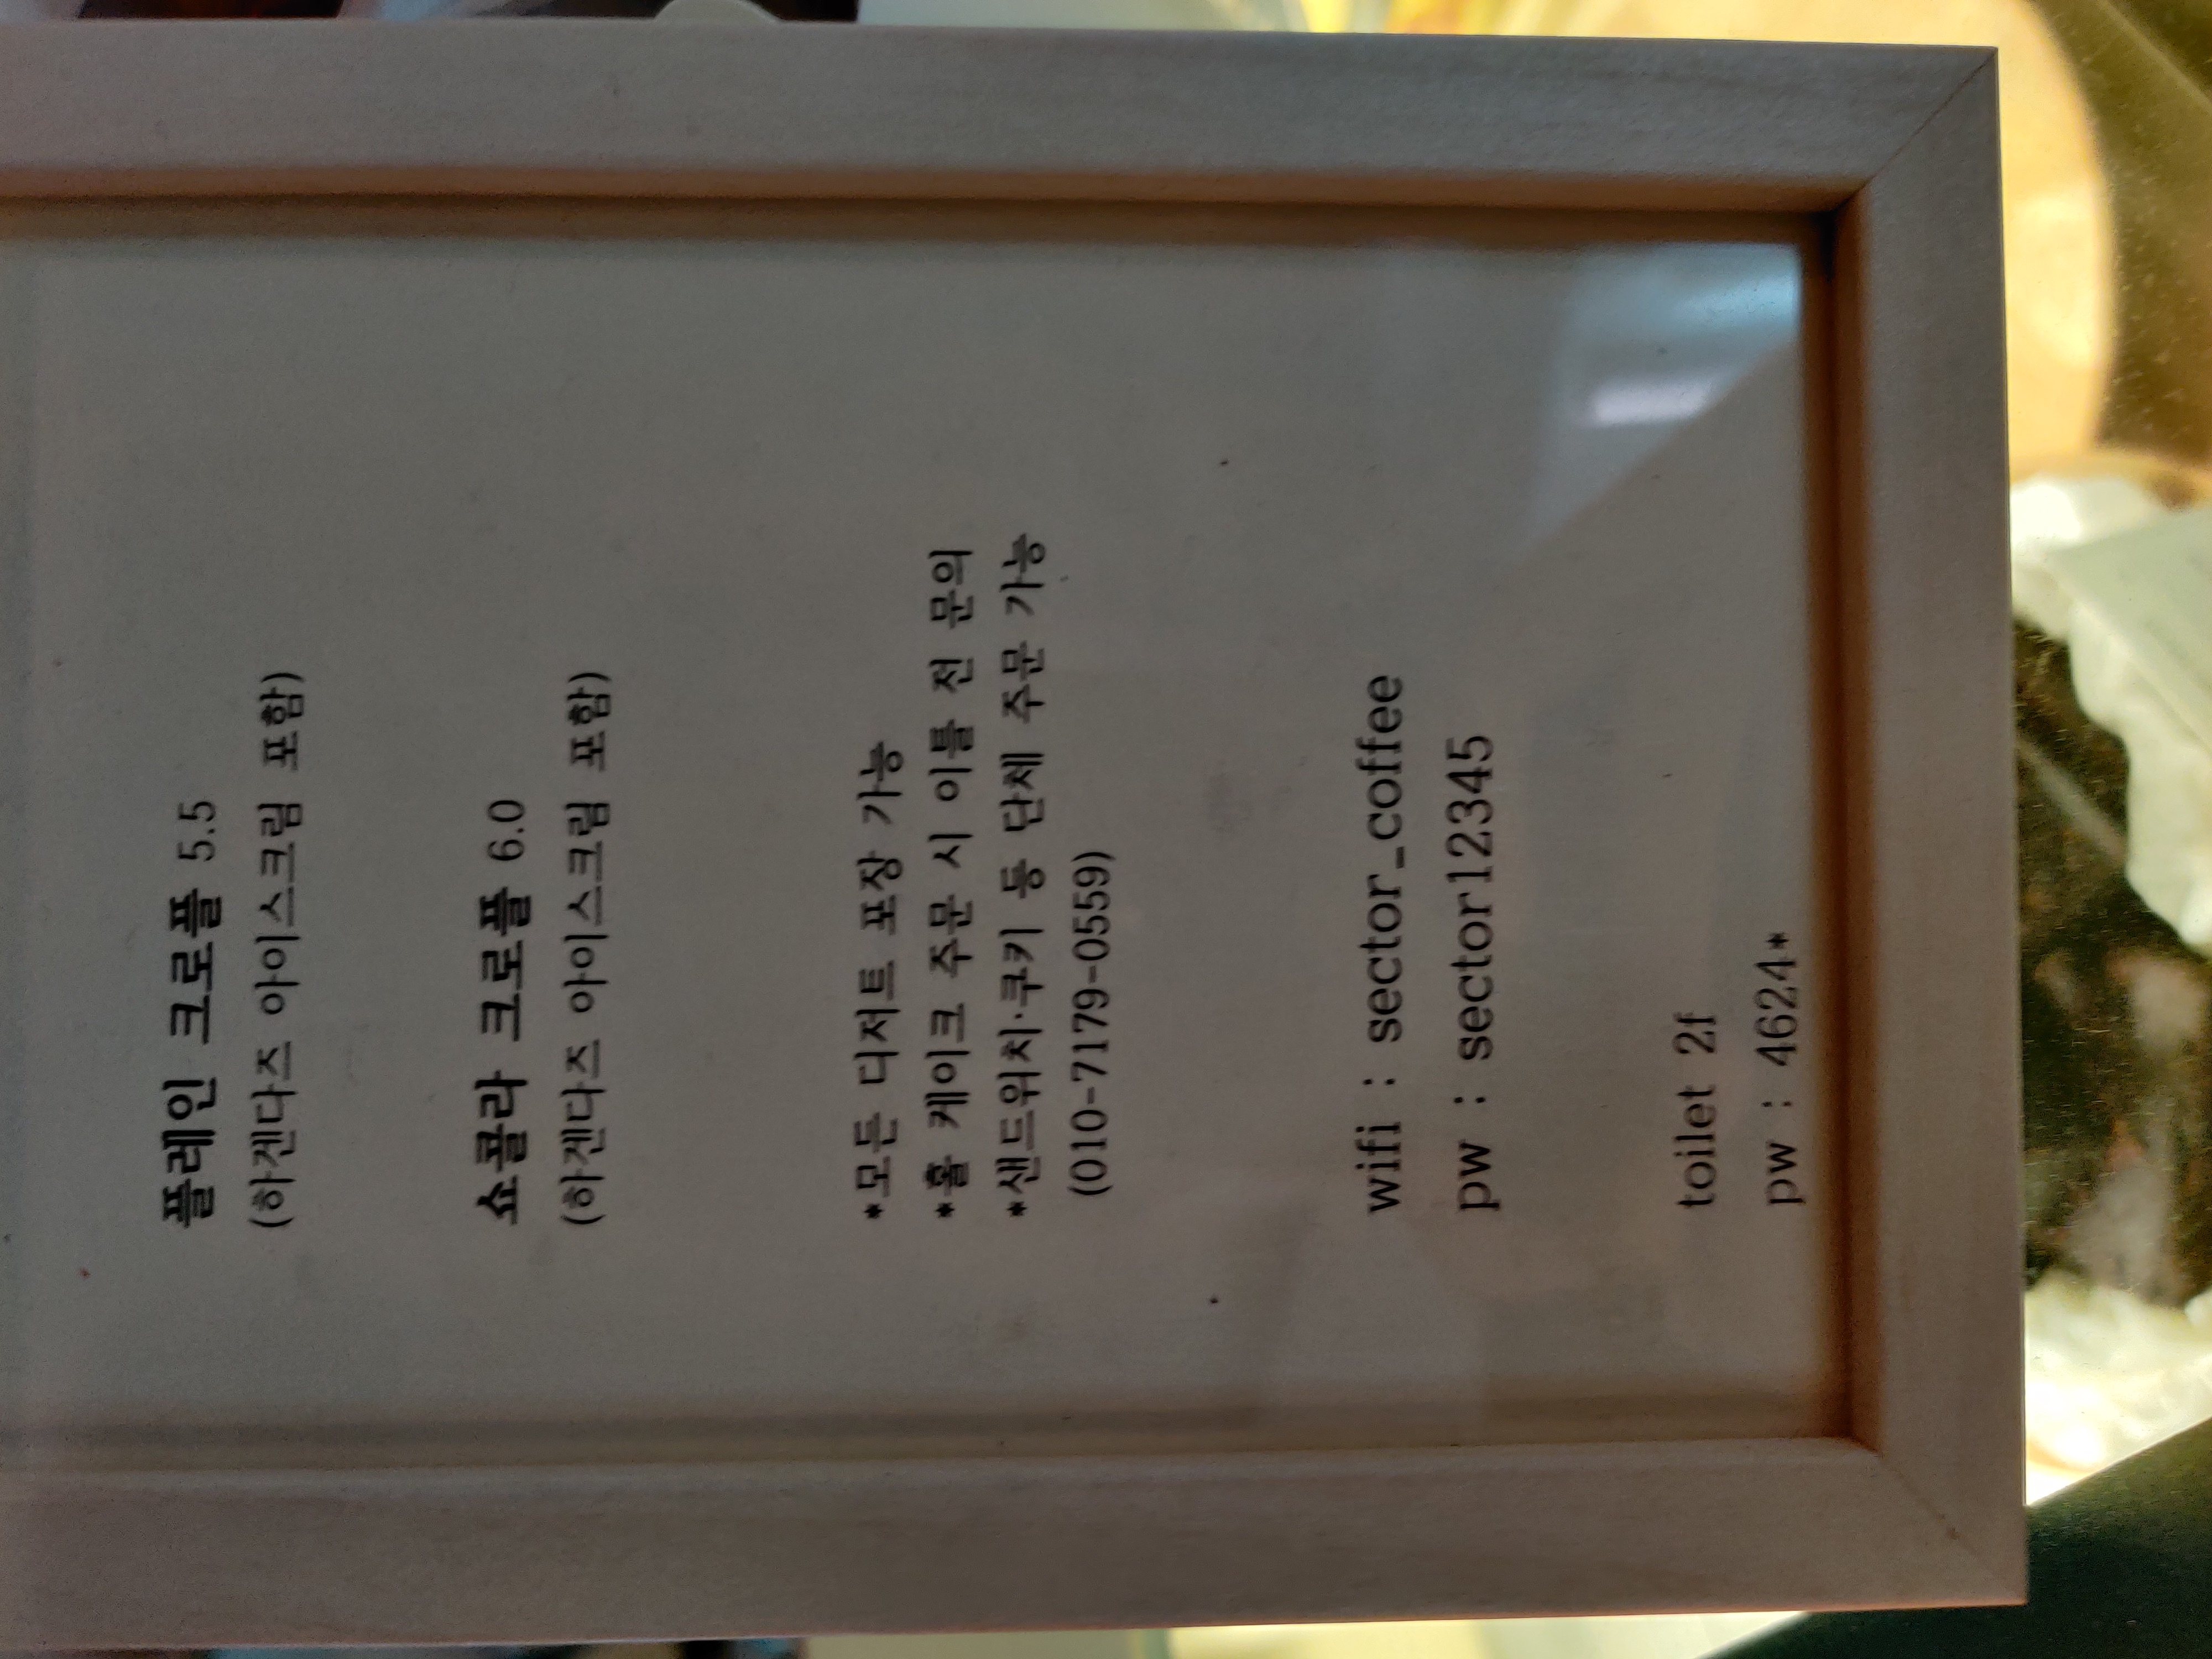 플레인 크로플 5.5
(하겐다즈 아이스크림 포함)
쇼콜라 크로플 6.0
(하겐다즈 아이스크림 포함)
*모든 디저트 포장 가능
*홀 케이크 주문 시 이틀 전 문의
*샌드위치·쿠키 등 단체 주문 가능
(010-7179-0559)
wifi : sector_coffee
pw : sector12345
toilet 2f
pw : 4624*